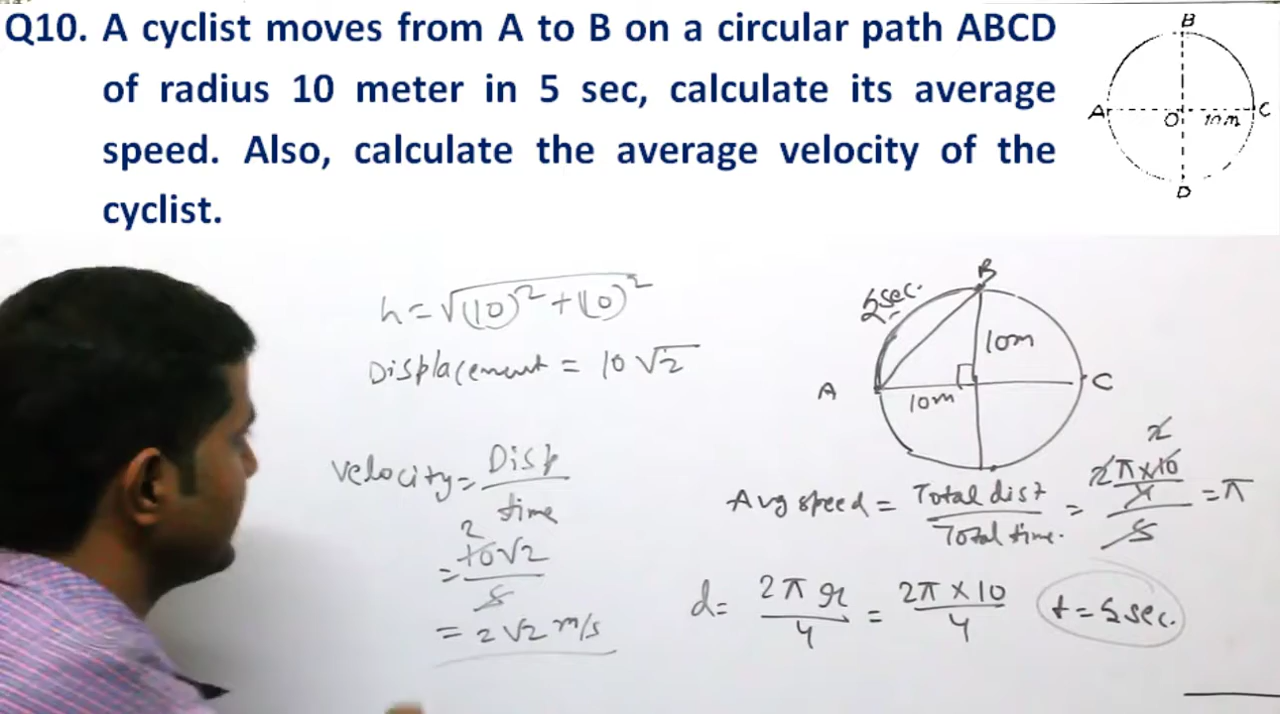 Q10. A cyclist moves from A to B on a circular path ABCD
of radius 10 meter in 5 sec, calculate its average
speed. Also, calculate the average velocity of the
cyclist.
B
A
O
10m
C
D
h = √(10)² + (10)²
Displacement = 10√2
Velocity = Disp / time
= 10√2 / 5
2
= 2√2 m/s
B
5sec.
10m
A
10m
C
Avg speed = Total dist / Total time. = 2π×10 / 4 / 5 = π
2
d = 2πr / 4 = 2π × 10 / 4
t = 5 sec.